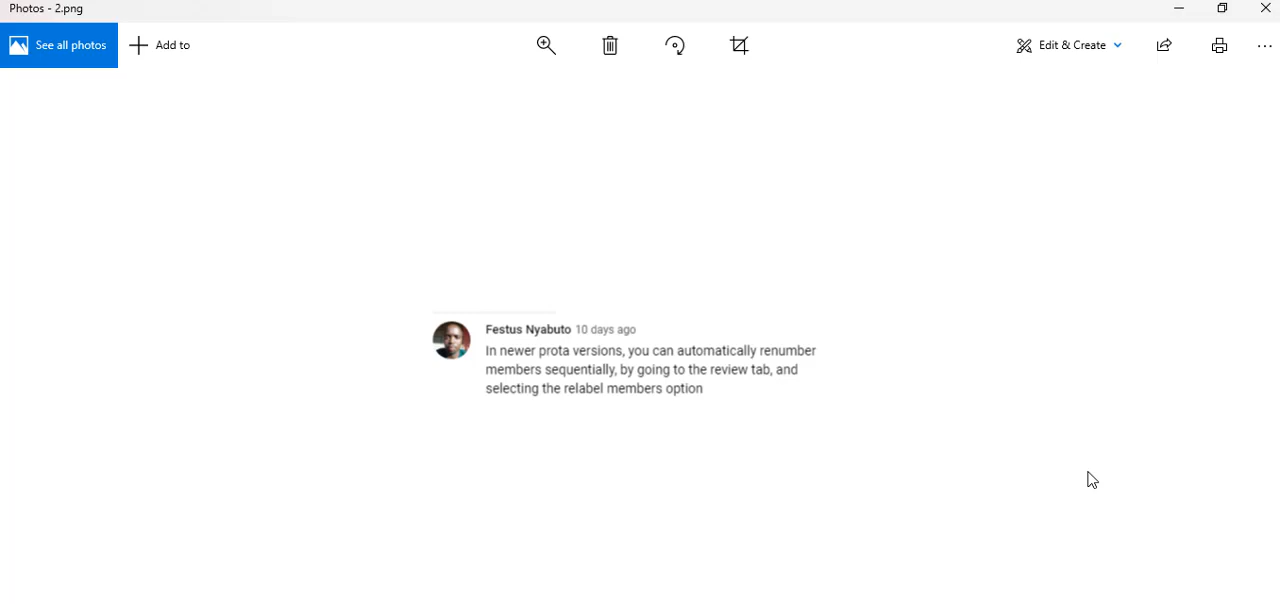 Photos - 2.png
See all photos
Add to
Edit & Create
Festus Nyabuto 10 days ago
In newer prota versions, you can automatically renumber
members sequentially, by going to the review tab, and
selecting the relabel members option